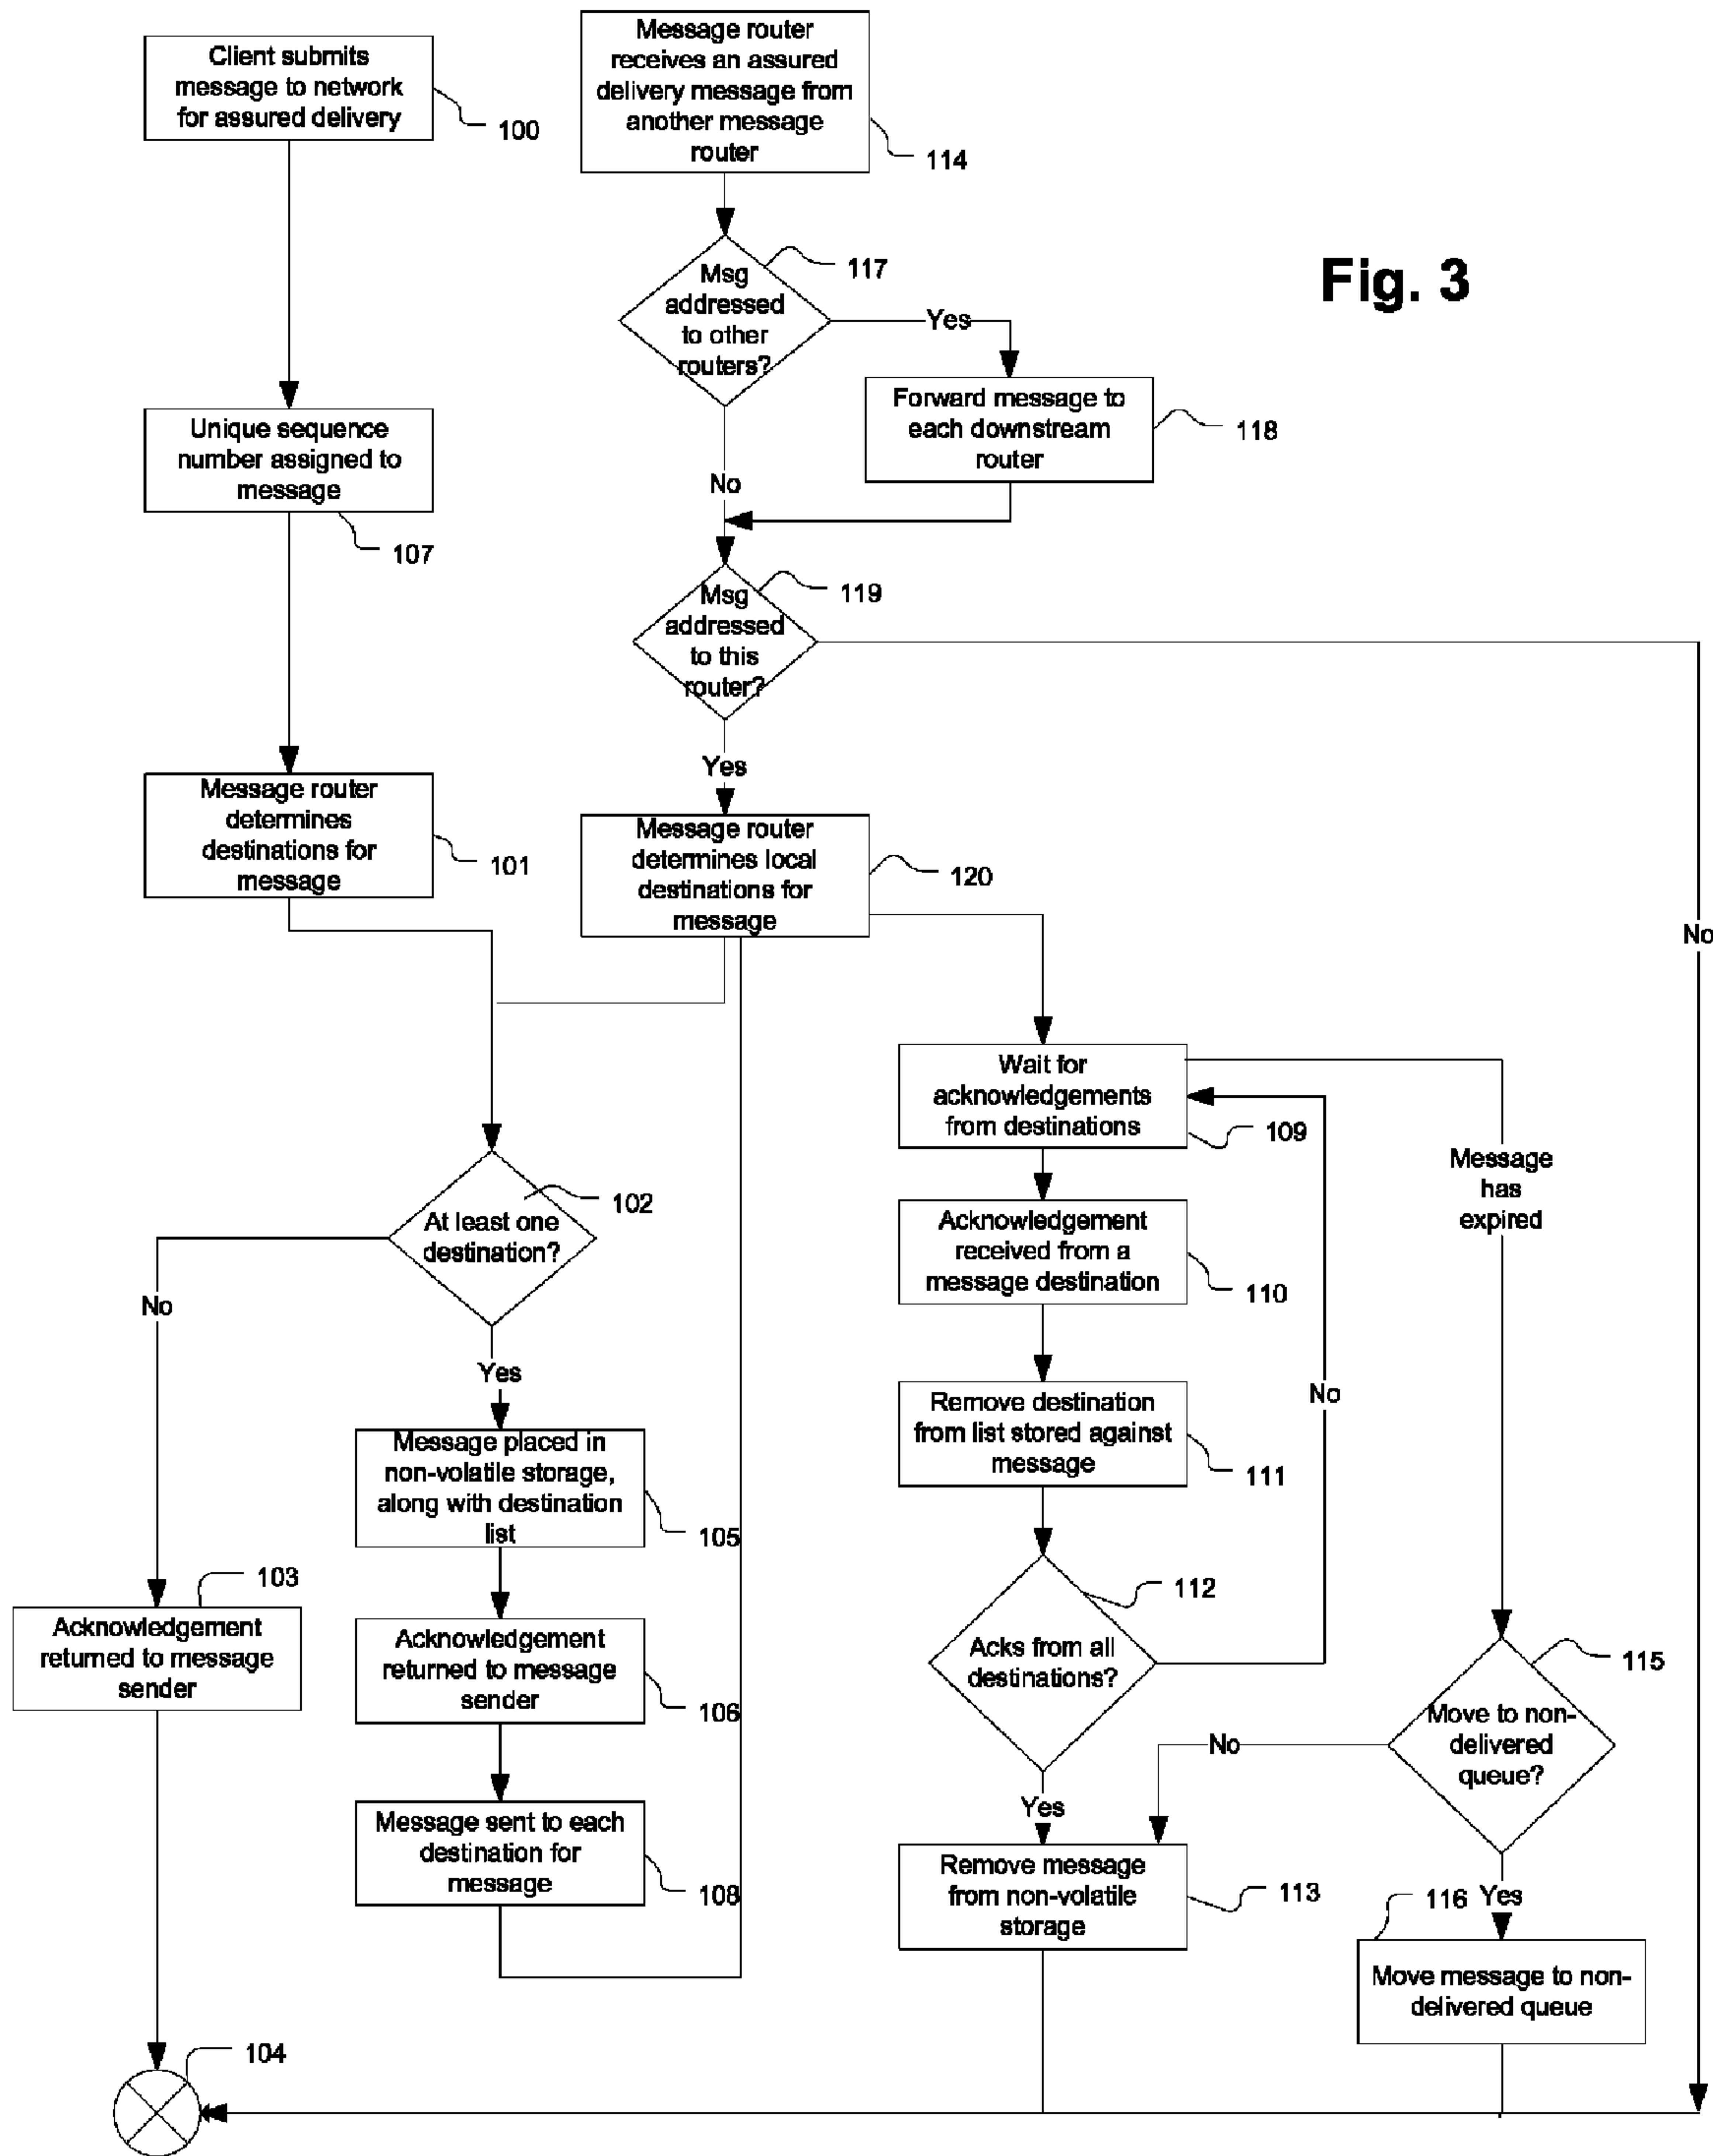 Client submits
message to network
for assured delivery
100
Message router
receives an assured
delivery message from
another message
router
114
Fig. 3
Msg
addressed
to other
routers?
117
Yes
Forward message to
each downstream
router
118
No
Unique sequence
number assigned to
message
107
Msg
addressed
to this
router?
119
Yes
No
Message router
determines
destinations for
message
101
Message router
determines local
destinations for
message
120
Wait for
acknowledgements
from destinations
109
Message
has
expired
At least one
destination?
102
No
Yes
Acknowledgement
received from a
message destination
110
Remove destination
from list stored against
message
111
No
Message placed in
non-volatile storage,
along with destination
list
105
103
Acknowledgement
returned to message
sender
Acknowledgement
returned to message
sender
106
Acks from all
destinations?
112
Yes
Move to non-
delivered
queue?
115
No
Yes
Message sent to each
destination for
message
108
Remove message
from non-volatile
storage
113
116
Move message to non-
delivered queue
104